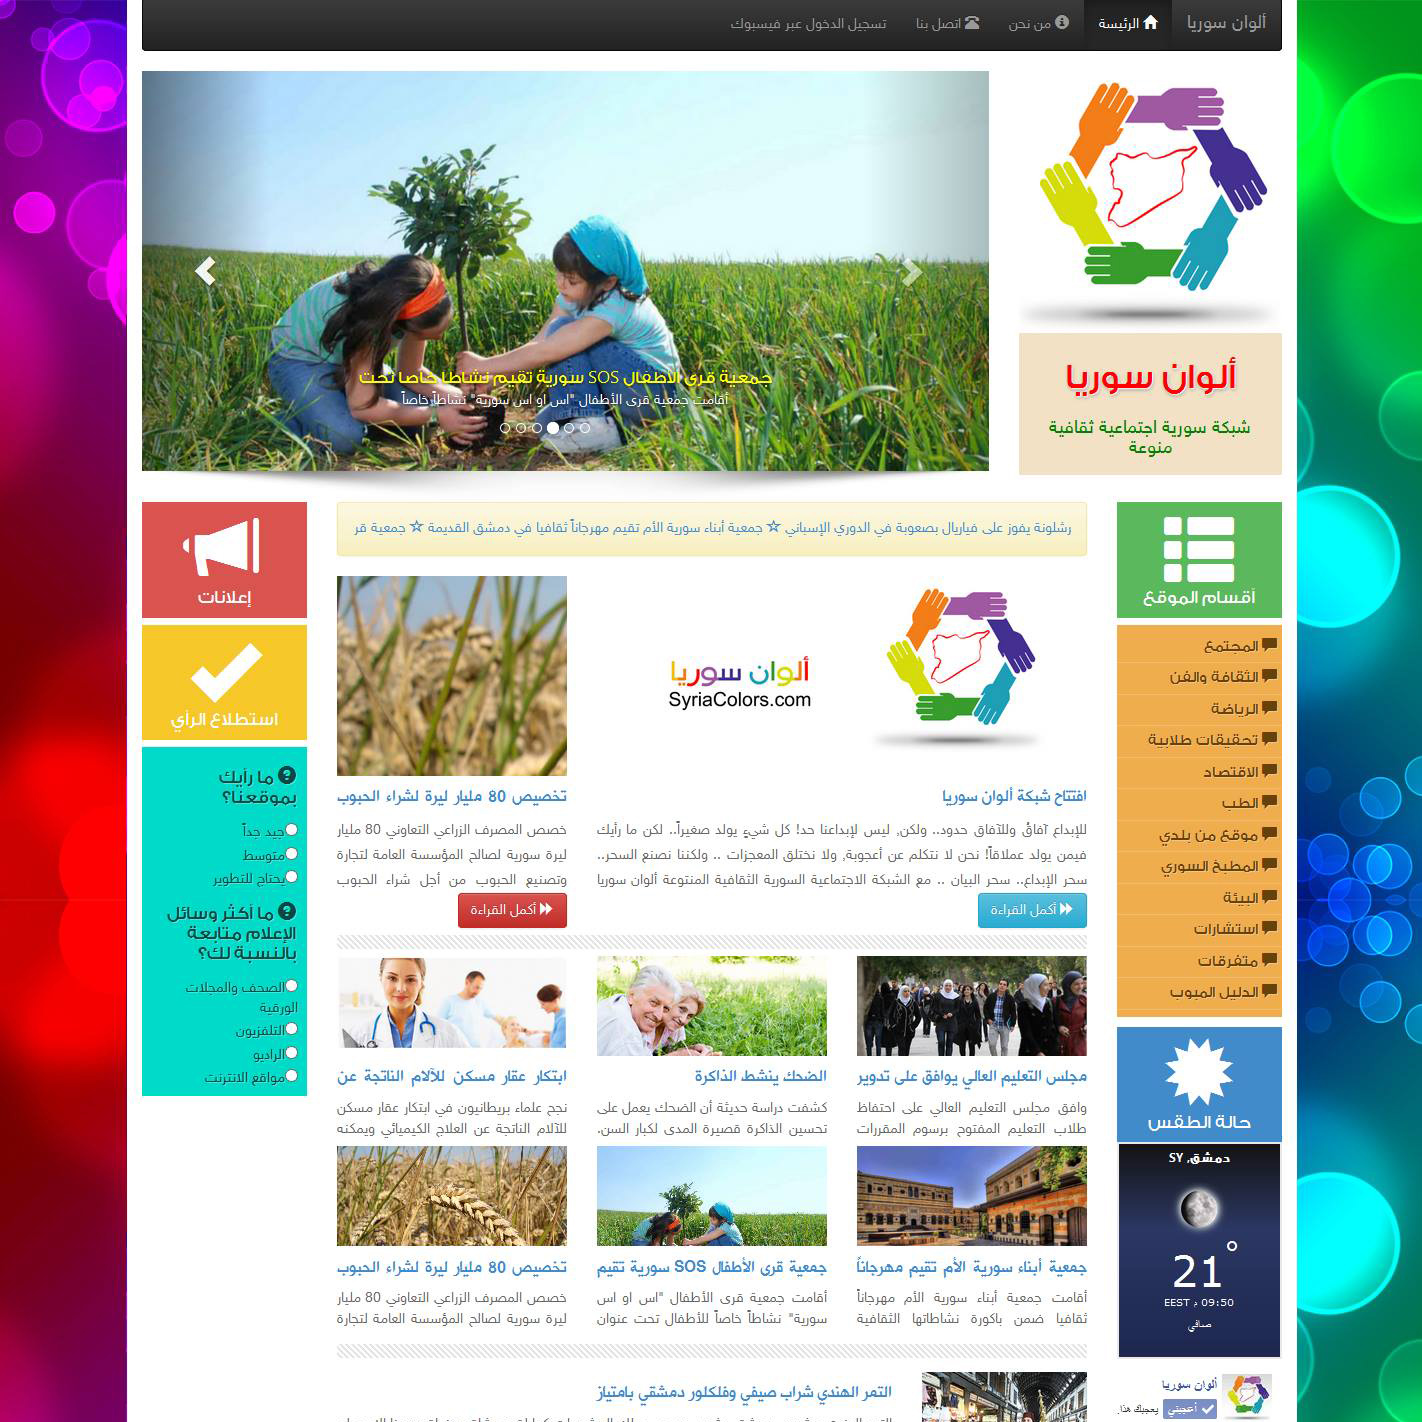 ألوان سوريا
الرئيسة
من نحن
اتصل بنا
تسجيل الدخول عبر فيسبوك
جمعية قرى الأطفال SOS سورية تقيم نشاطاً خاصاً تحت
أقامت جمعية قرى الأطفال "اس او اس سورية" نشاطاً خاصاً
ألوان سوريا
شبكة سورية اجتماعية ثقافية
منوعة
أقسام الموقع
المجتمع
الثقافة والفن
الرياضة
تحقيقات طلابية
الاقتصاد
الطب
موقع من بلدي
المطبخ السوري
البيئة
استشارات
متفرقات
الدليل المبوب
حالة الطقس
دمشق, SY
21°
09:50 م EEST
صافي
ألوان سوريا
أعجبني
يعجبك هذا.
رشلونة يفوز على فياريال بصعوبة في الدوري الإسباني ☆ جمعية أبناء سورية الأم تقيم مهرجاناً ثقافيا في دمشق القديمة ☆ جمعية قر
ألوان سوريا
SyriaColors.com
افتتاح شبكة ألوان سوريا
للإبداع آفاقٌ وللآفاق حدود.. ولكن, ليس لإبداعنا حد! كل شيءٍ يولد صغيراً.. لكن ما رأيك
فيمن يولد عملاقاً! نحن لا نتكلم عن أعجوبة, ولا نختلق المعجزات .. ولكننا نصنع السحر..
سحر الإبداع.. سحر البيان .. مع الشبكة الاجتماعية السورية الثقافية المنتوعة ألوان سوريا
أكمل القراءة
تخصيص 80 مليار ليرة لشراء الحبوب
خصص المصرف الزراعي التعاوني 80 مليار
ليرة سورية لصالح المؤسسة العامة لتجارة
وتصنيع الحبوب من أجل شراء الحبوب
أكمل القراءة
مجلس التعليم العالي يوافق على تدوير
وافق مجلس التعليم العالي على احتفاظ
طلاب التعليم المفتوح برسوم المقررات
الضحك ينشط الذاكرة
كشفت دراسة حديثة أن الضحك يعمل على
تحسين الذاكرة قصيرة المدى لكبار السن.
ابتكار عقار مسكن للآلام الناتجة عن
نجح علماء بريطانيون في ابتكار عقار مسكن
للآلام الناتجة عن العلاج الكيميائي ويمكنه
جمعية أبناء سورية الأم تقيم مهرجاناً
أقامت جمعية أبناء سورية الأم مهرجاناً
ثقافيا ضمن باكورة نشاطاتها الثقافية
جمعية قرى الأطفال SOS سورية تقيم
أقامت جمعية قرى الأطفال "اس او اس
سورية" نشاطاً خاصاً للأطفال تحت عنوان
تخصيص 80 مليار ليرة لشراء الحبوب
خصص المصرف الزراعي التعاوني 80 مليار
ليرة سورية لصالح المؤسسة العامة لتجارة
التمر الهندي شراب صيفي وفلكلور دمشقي بامتياز
إعلانات
استطلاع الرأي
ما رأيك
بموقعنا؟
جيد جداً
متوسط
يحتاج للتطوير
ما أكثر وسائل
الإعلام متابعة
بالنسبة لك؟
الصحف والمجلات
الورقية
التلفزيون
الراديو
مواقع الانترنت